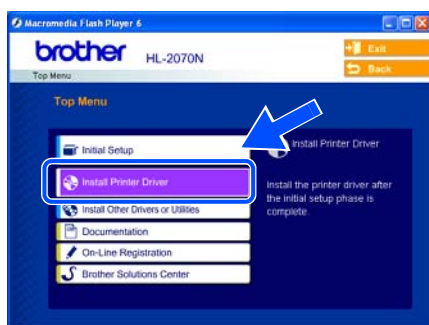 Macromedia Flash Player 6
brother HL-2070N
Exit
Back
Top Menu
Top Menu
Initial Setup
Install Printer Driver
Install Other Drivers or Utilities
Documentation
On-Line Registration
Brother Solutions Center
Install Printer Driver
Install the printer driver after
the initial setup phase is
complete.